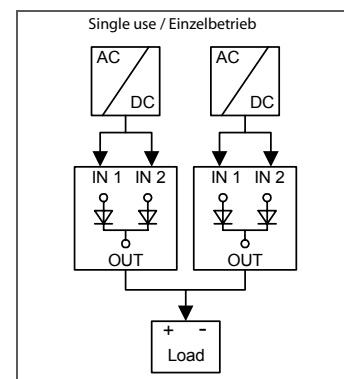 Single use / Einzelbetrieb
AC AC
DC DC
IN 1 IN 2 IN 1 IN 2
OUT OUT
+ -
Load